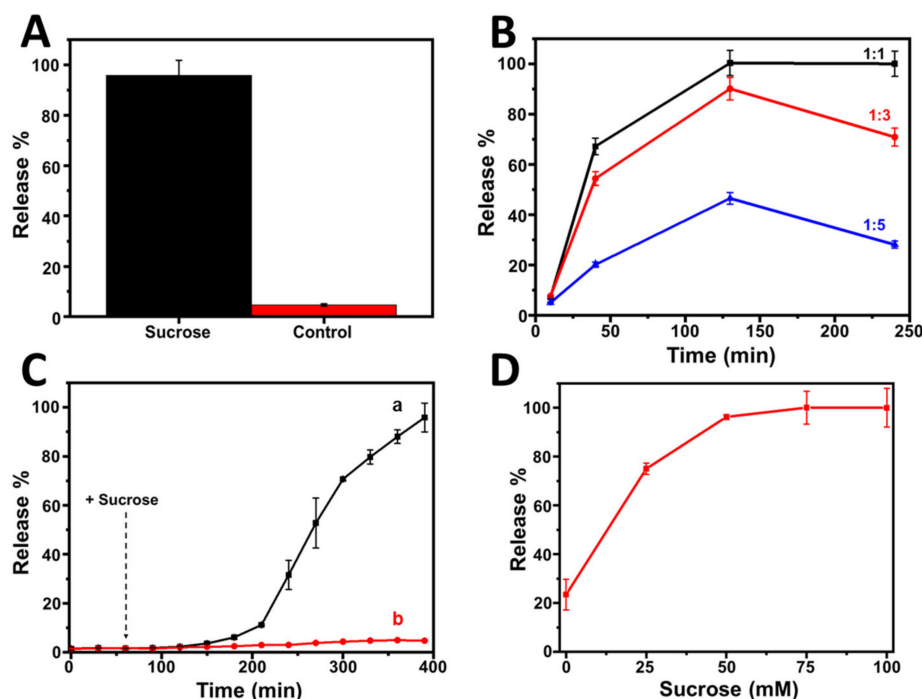 A
Release %
100
80
60
40
20
0
Sucrose Control
B
Release %
100
80
60
40
20
0
1:1
1:3
1:5
0 50 100 150 200 250
Time (min)
C
Release %
100
80
60
40
20
0
a
+ Sucrose
b
0 100 200 300 400
Time (min)
D
Release %
100
80
60
40
20
0
0 25 50 75 100
Sucrose (mM)